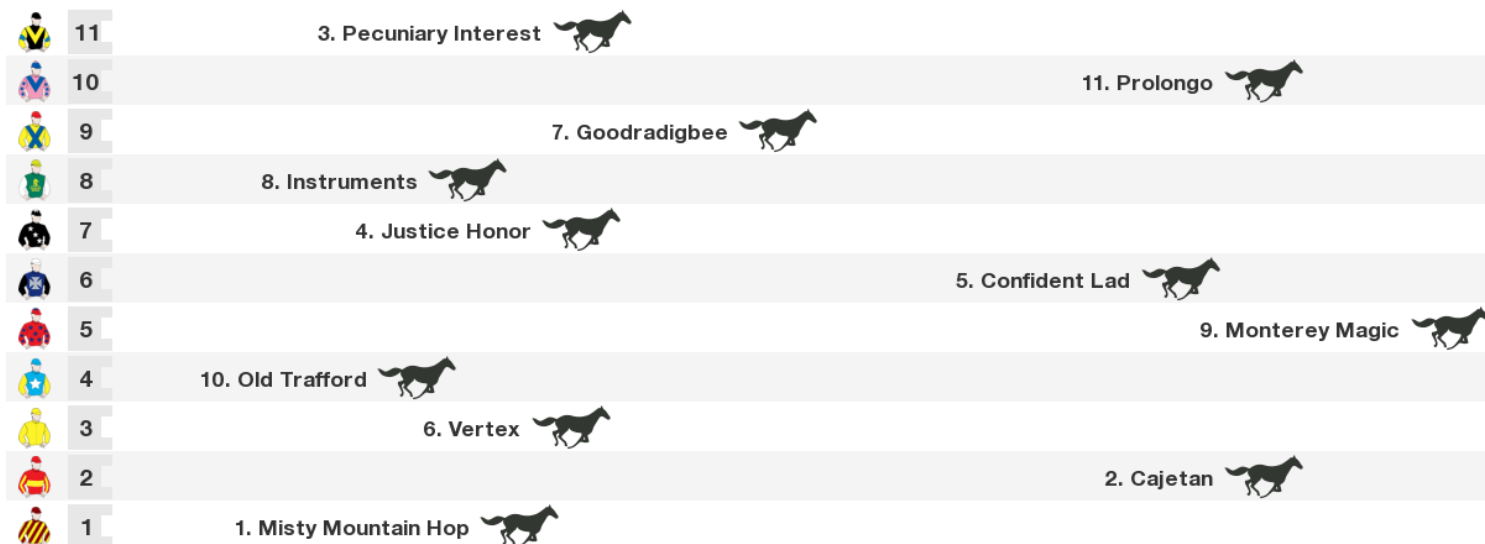 11 3. Pecuniary Interest
10 11. Prolongo
9 7. Goodradigbee
8 8. Instruments
7 4. Justice Honor
6 5. Confident Lad
5 9. Monterey Magic
4 10. Old Trafford
3 6. Vertex
2 2. Cajetan
1 1. Misty Mountain Hop